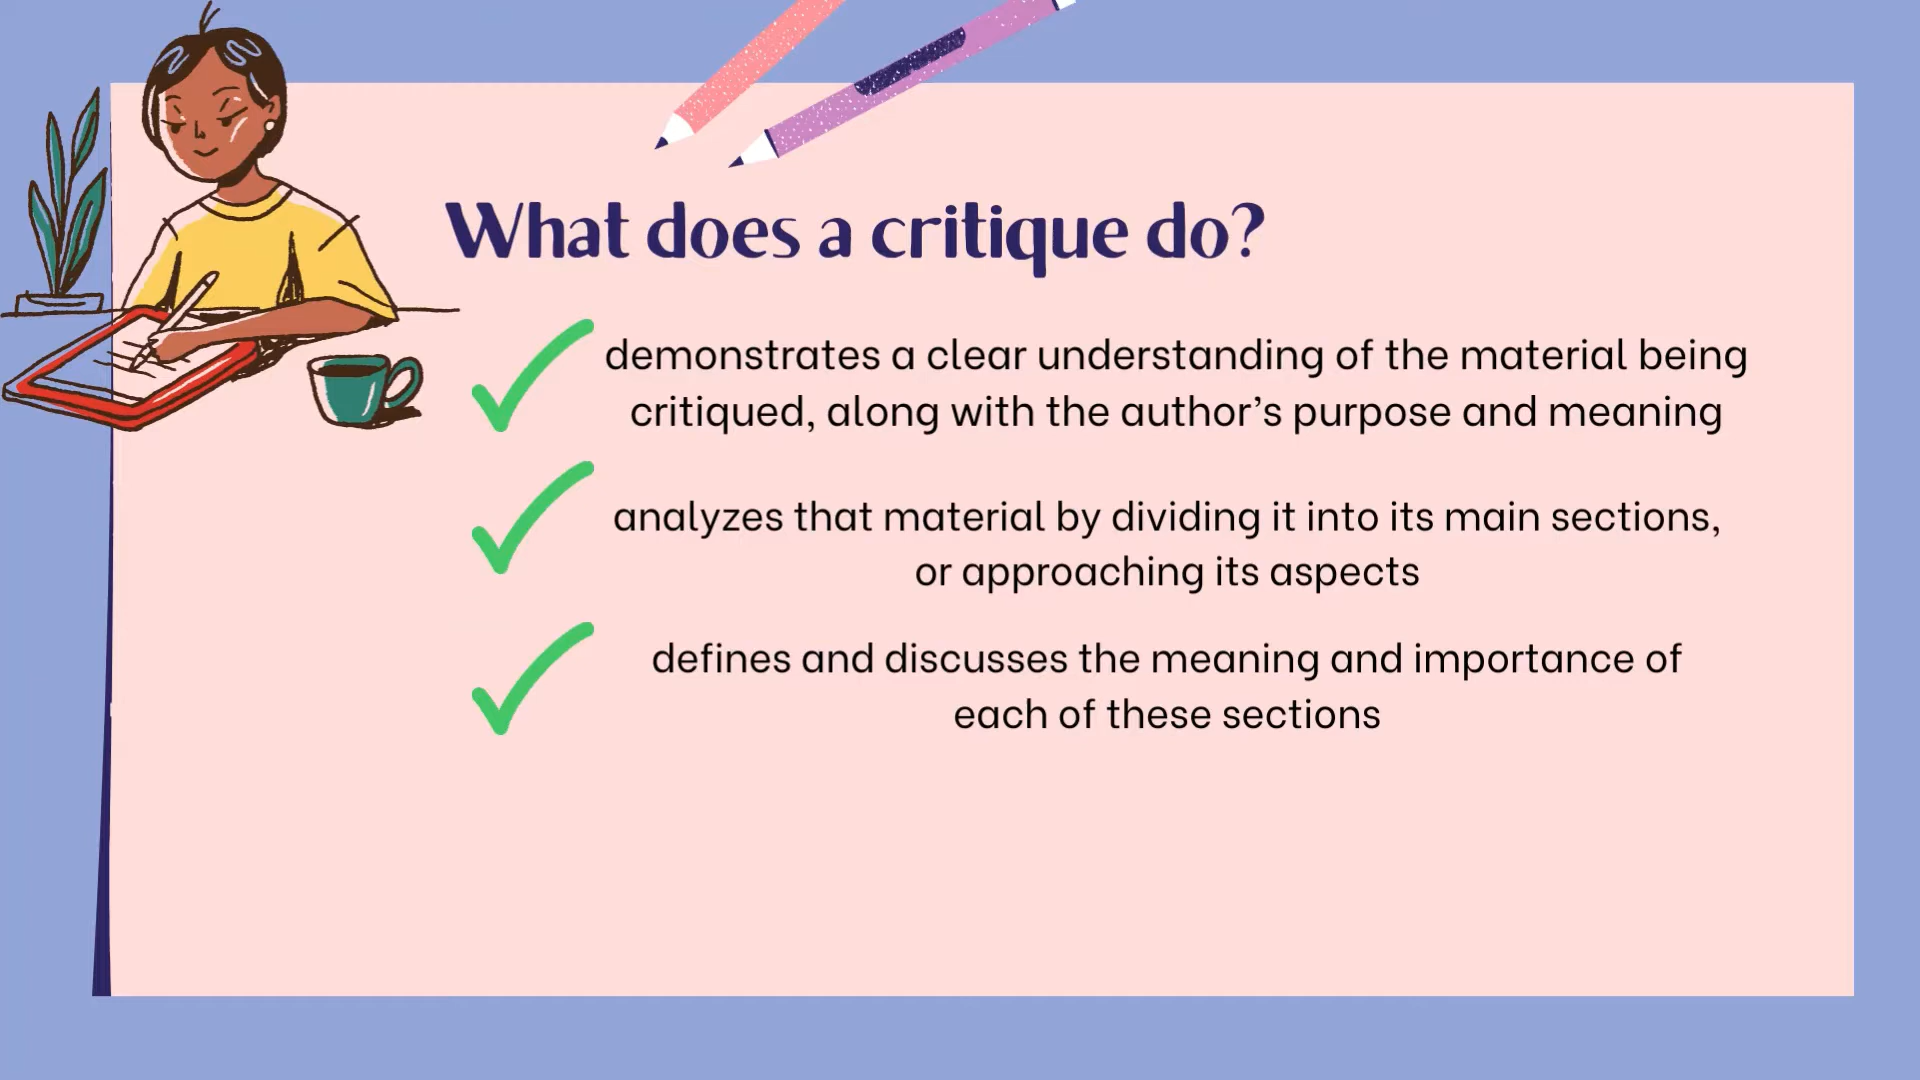 What does a critique do?
demonstrates a clear understanding of the material being
critiqued, along with the author’s purpose and meaning
analyzes that material by dividing it into its main sections,
or approaching its aspects
defines and discusses the meaning and importance of
each of these sections